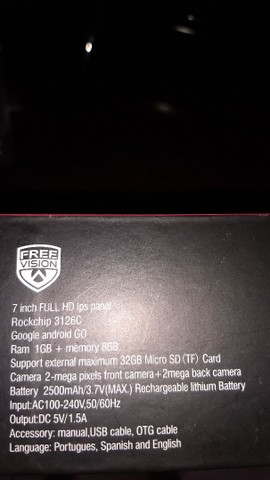 FREE
VISION
7 inch FULL HD ips panel
Rockchip 3126C
Google android GO
Ram 1GB + memory 8GB
Support external maximum 32GB Micro SD (TF) Card
Camera 2-mega pixels front camera+2mega back camera
Battery 2500mAh/3.7V(MAX.) Rechargeable lithium Battery
Input:AC100-240V,50/60Hz
Output:DC 5V/1.5A
Accessory: manual,USB cable, OTG cable
Language: Portugues, Spanish and English